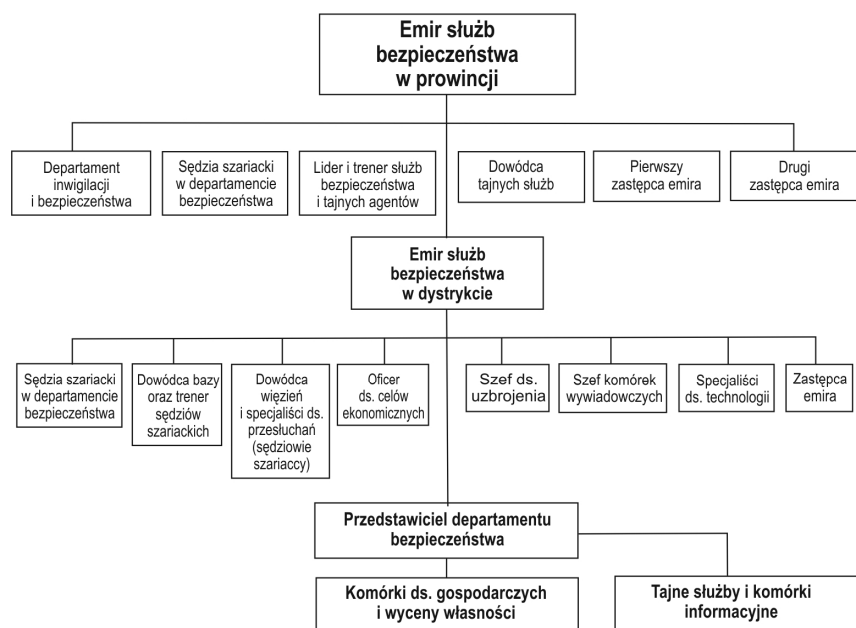 Emir służb
bezpieczeństwa
w prowincji
Departament
inwigilacji
i bezpieczeństwa
Sędzia szariacki
w departamencie
bezpieczeństwa
Lider i trener służb
bezpieczeństwa
i tajnych agentów
Dowódca
tajnych służb
Pierwszy
zastępca emira
Drugi
zastępca emira
Emir służb
bezpieczeństwa
w dystrykcie
Sędzia szariacki
w departamencie
bezpieczeństwa
Dowódca bazy
oraz trener
sędziów
szariackich
Dowódca
więzień
i specjaliści ds.
przesłuchań
(sędziowie
szariaccy)
Oficer
ds. celów
ekonomicznych
Szef ds.
uzbrojenia
Szef komórek
wywiadowczych
Specjaliści
ds. technologii
Zastępca
emira
Przedstawiciel departamentu
bezpieczeństwa
Komórki ds. gospodarczych
i wyceny własności
Tajne służby i komórki
informacyjne